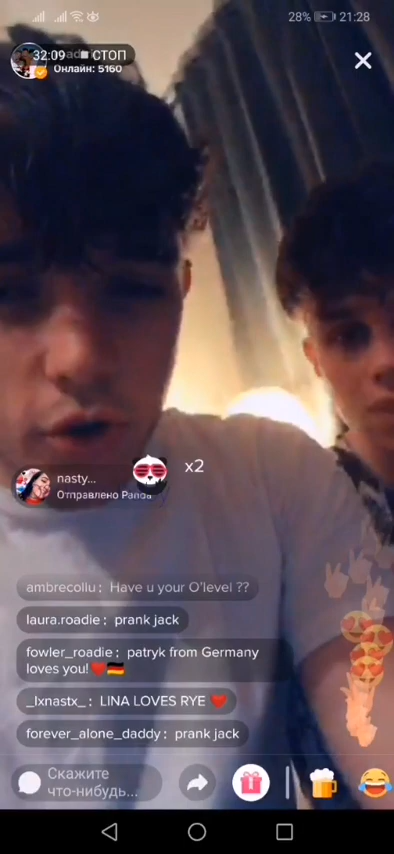 28% 21:28
32:09 СТОП
Онлайн: 5160
nasty...
Отправлено Panda
x2
ambrecollu: Have u your O'level ??
laura.roadie: prank jack
fowler_roadie: patryk from Germany
loves you!❤️🇩🇪
_lxnastx_: LINA LOVES RYE ❤️
forever_alone_daddy: prank jack
Скажите
что-нибудь...